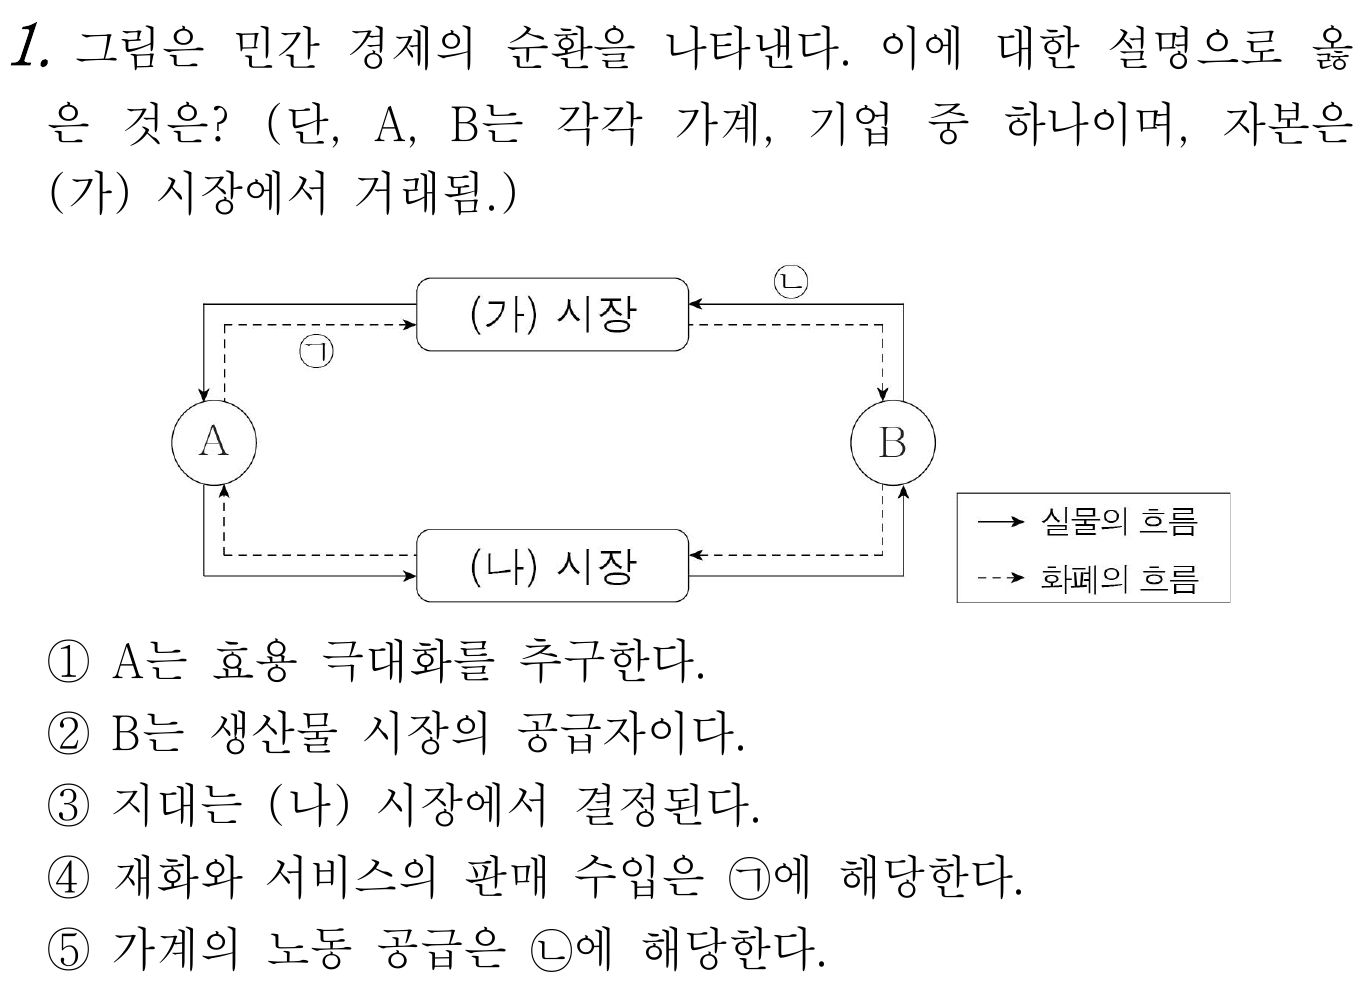 1. 그림은 민간 경제의 순환을 나타낸다. 이에 대한 설명으로 옳
은 것은? (단, A, B는 각각 가계, 기업 중 하나이며, 자본은
(가) 시장에서 거래됨.)
㉡
(가) 시장
㉠
A
B
(나) 시장
실물의 흐름
화폐의 흐름
① A는 효용 극대화를 추구한다.
② B는 생산물 시장의 공급자이다.
③ 지대는 (나) 시장에서 결정된다.
④ 재화와 서비스의 판매 수입은 ㉠에 해당한다.
⑤ 가계의 노동 공급은 ㉡에 해당한다.